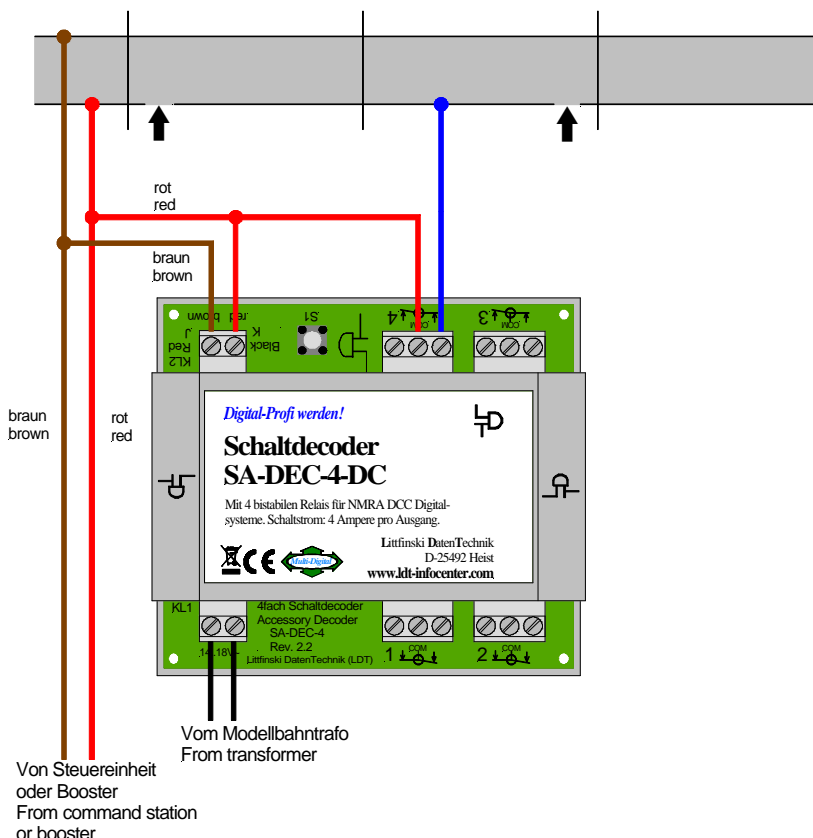 rot
red
braun
brown
red brown
S1
4
COM
3
COM
J
Red
KL2
K
Black
braun
brown
rot
red
Digital-Profi werden!
Schaltdecoder
SA-DEC-4-DC
Mit 4 bistabilen Relais für NMRA DCC Digital-
systeme. Schaltstrom: 4 Ampere pro Ausgang.
Littfinski DatenTechnik
D-25492 Heist
www.ldt-infocenter.com
CE
Multi-Digital
KL1
4fach Schaltdecoder
Accessory Decoder
SA-DEC-4
Rev. 2.2
Littfinski DatenTechnik (LDT)
14..18V~
1
COM
2
COM
Vom Modellbahntrafo
From transformer
Von Steuereinheit
oder Booster
From command station
or booster